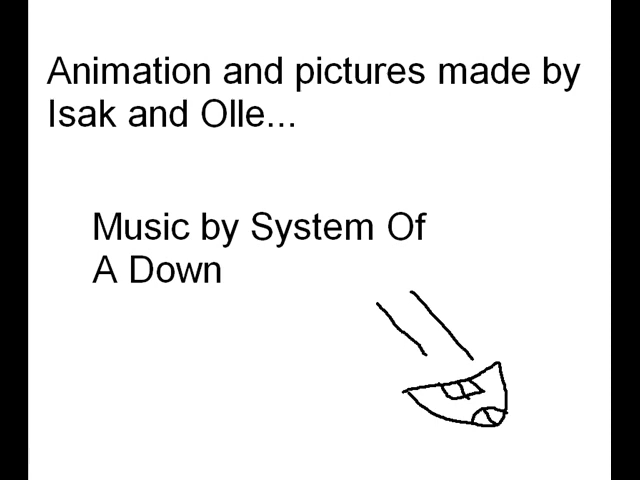 Animation and pictures made by
Isak and Olle...
Music by System Of
A Down